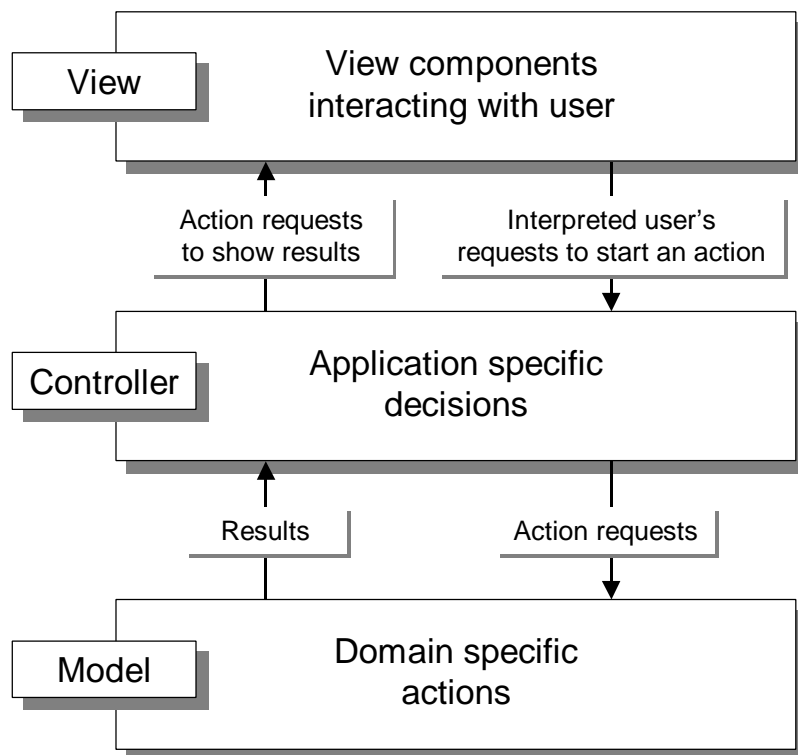 View
View components
interacting with user
Action requests
to show results
Interpreted user’s
requests to start an action
Controller
Application specific
decisions
Results
Action requests
Model
Domain specific
actions